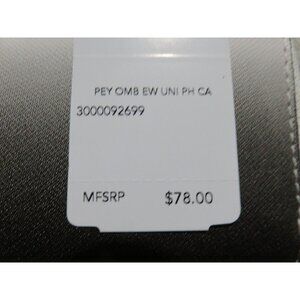 PEY OMB EW UNI PH CA
3000092699
MFSRP $78.00